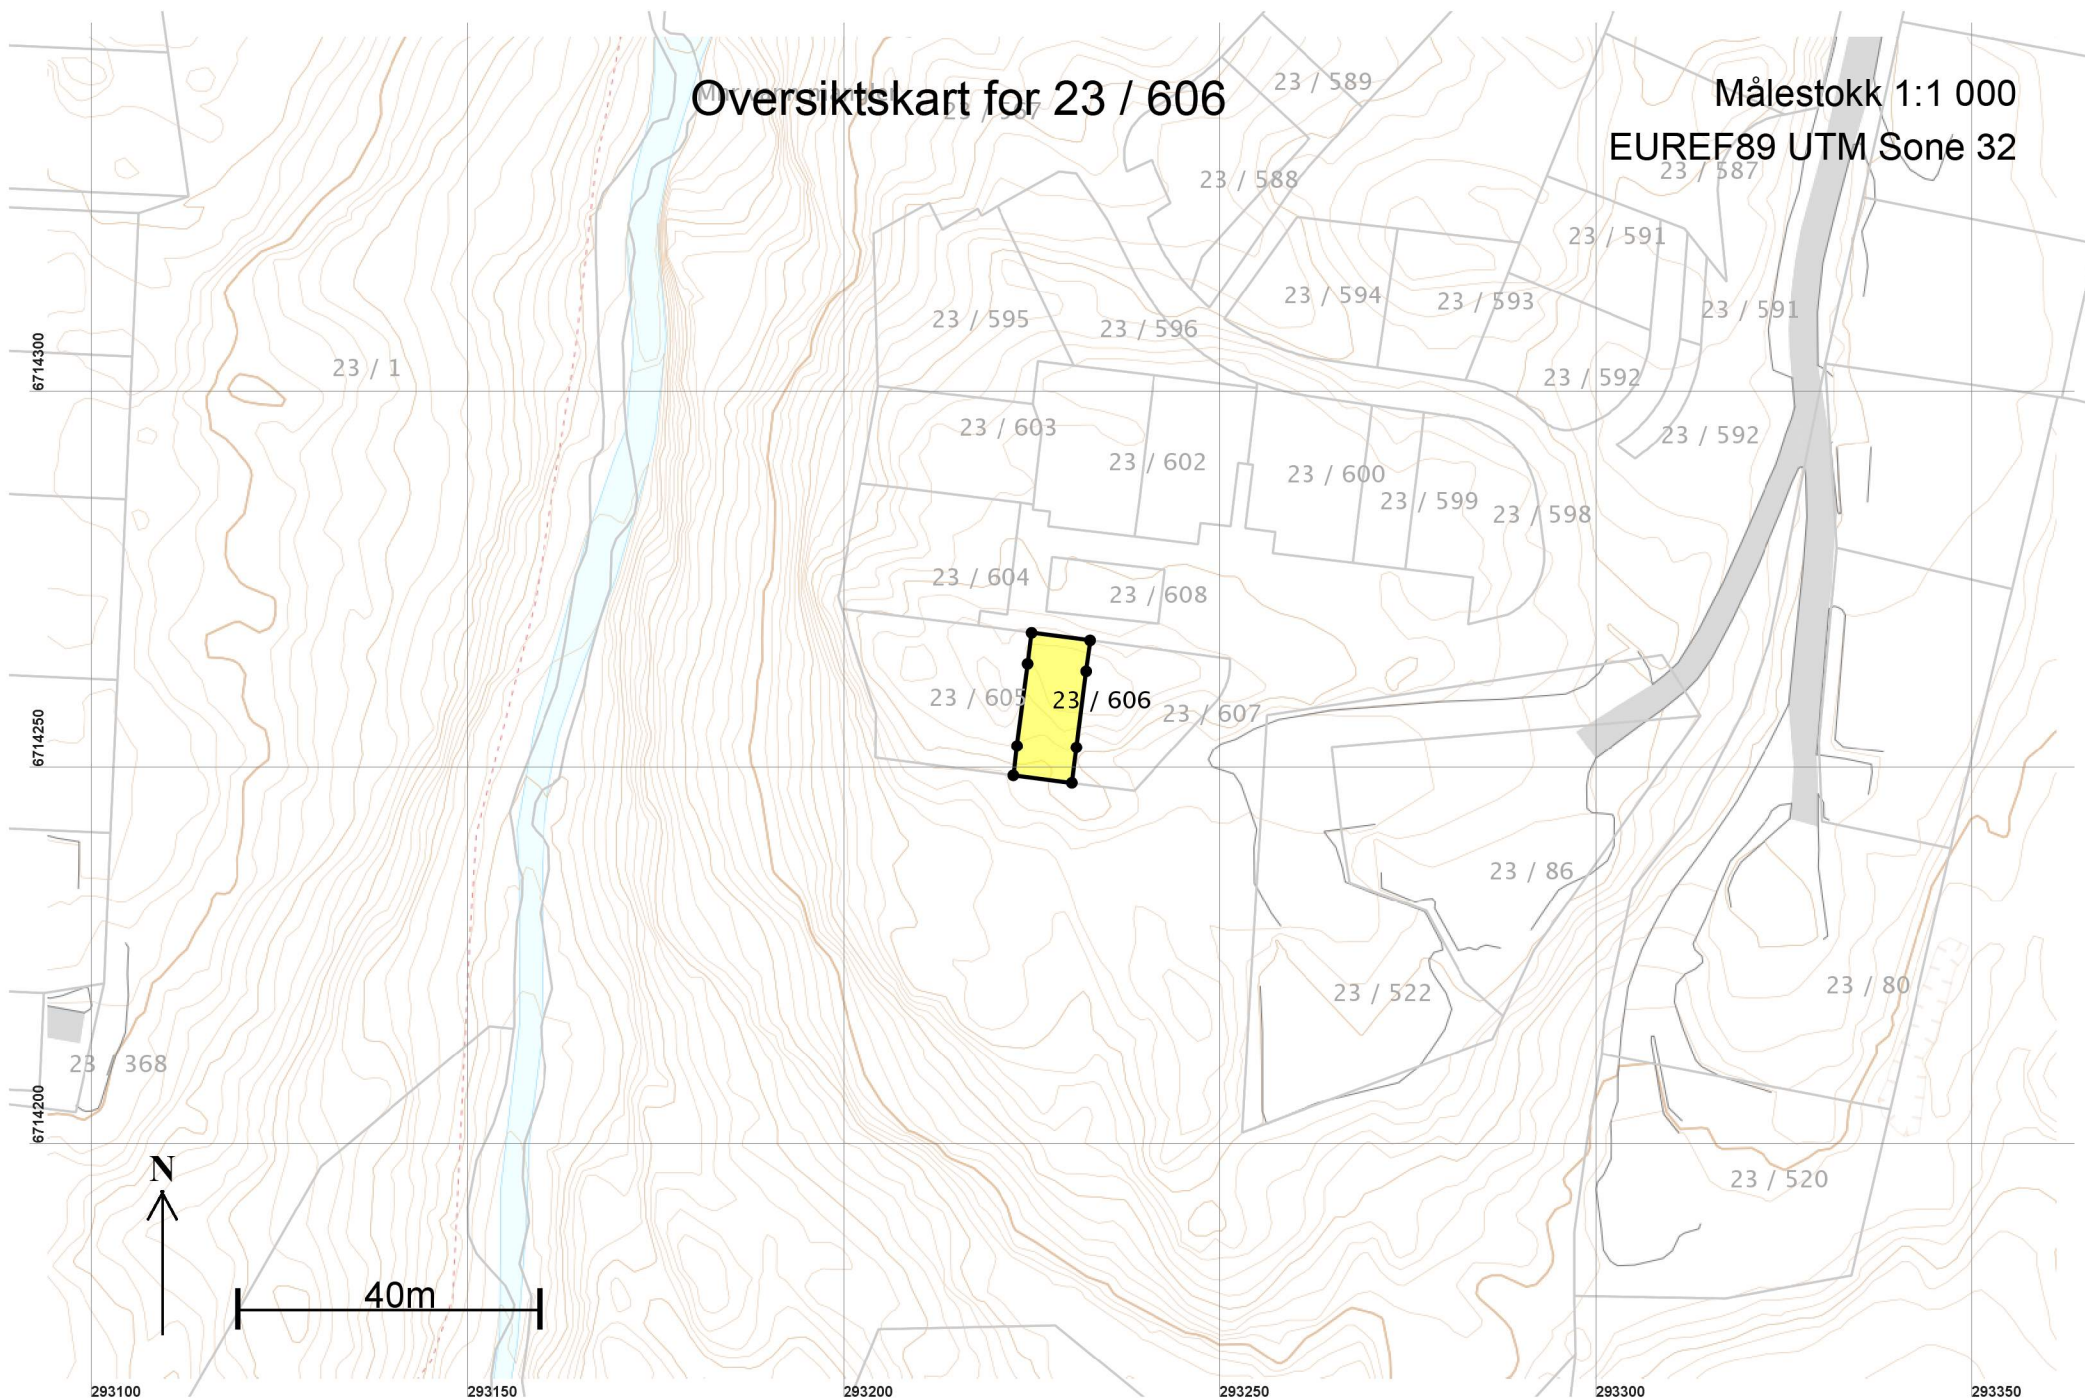 Oversiktskart for 23 / 606
Målestokk 1:1 000
EUREF89 UTM Sone 32
23 / 589
23 / 588
23 / 587
23 / 591
23 / 594
23 / 593
23 / 591
23 / 595
23 / 596
23 / 1
23 / 592
23 / 603
23 / 592
23 / 602
23 / 600
23 / 599
23 / 598
23 / 604
23 / 608
23 / 605
23 / 606
23 / 607
23 / 86
23 / 522
23 / 80
23 / 368
23 / 520
6714300
6714250
6714200
N
40m
293100
293150
293200
293250
293300
293350